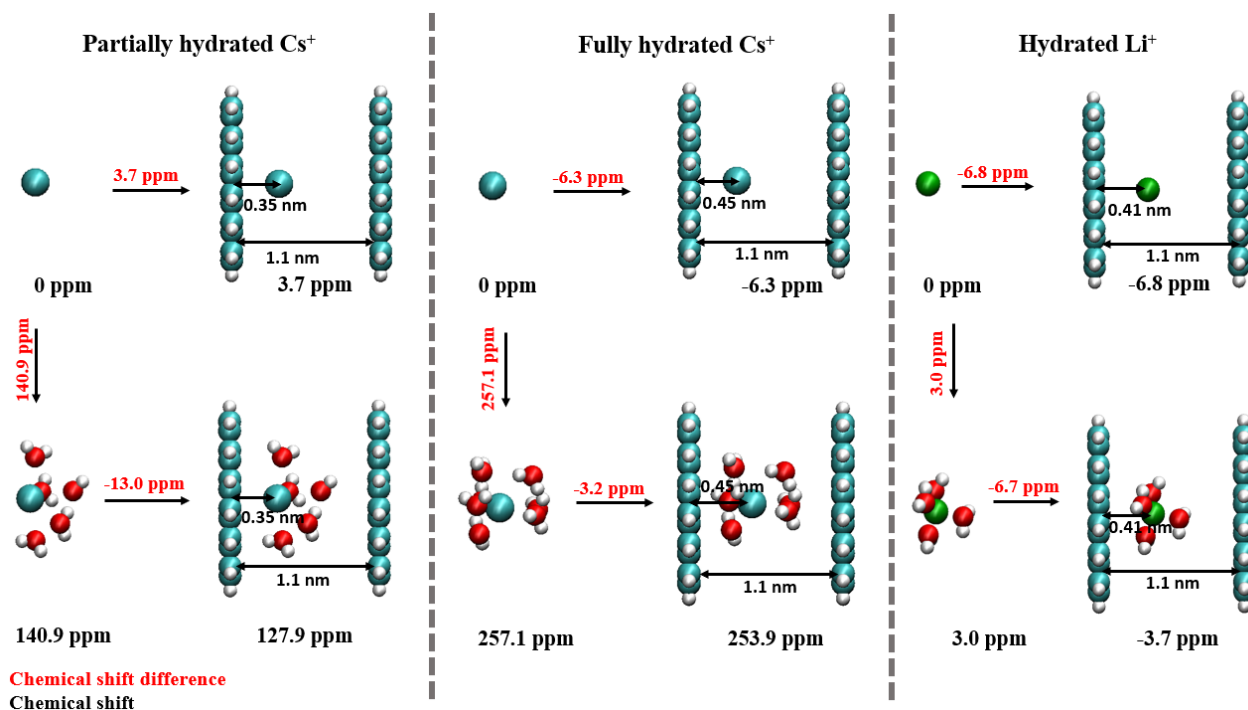 Partially hydrated Cs⁺
3.7 ppm
0.35 nm
1.1 nm
0 ppm
3.7 ppm
140.9 ppm
-13.0 ppm
0.35 nm
1.1 nm
140.9 ppm
127.9 ppm
Chemical shift difference
Chemical shift
Fully hydrated Cs⁺
-6.3 ppm
0.45 nm
1.1 nm
0 ppm
-6.3 ppm
257.1 ppm
-3.2 ppm
0.45 nm
1.1 nm
257.1 ppm
253.9 ppm
Hydrated Li⁺
-6.8 ppm
0.41 nm
1.1 nm
0 ppm
-6.8 ppm
3.0 ppm
-6.7 ppm
0.41 nm
1.1 nm
3.0 ppm
-3.7 ppm